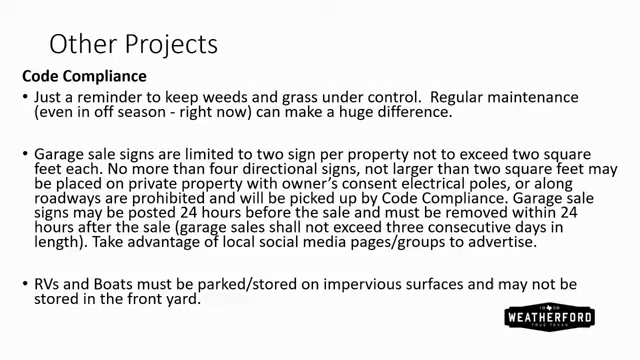 Other Projects
Code Compliance
• Just a reminder to keep weeds and grass under control. Regular maintenance
(even in off season - right now) can make a huge difference.
• Garage sale signs are limited to two sign per property not to exceed two square
feet each. No more than four directional signs, not larger than two square feet may
be placed on private property with owner's consent electrical poles, or along
roadways are prohibited and will be picked up by Code Compliance. Garage sale
signs may be posted 24 hours before the sale and must be removed within 24
hours after the sale (garage sales shall not exceed three consecutive days in
length). Take advantage of local social media pages/groups to advertise.
• RVs and Boats must be parked/stored on impervious surfaces and may not be
stored in the front yard.
WEATHERFORD
TRUE TEXAS